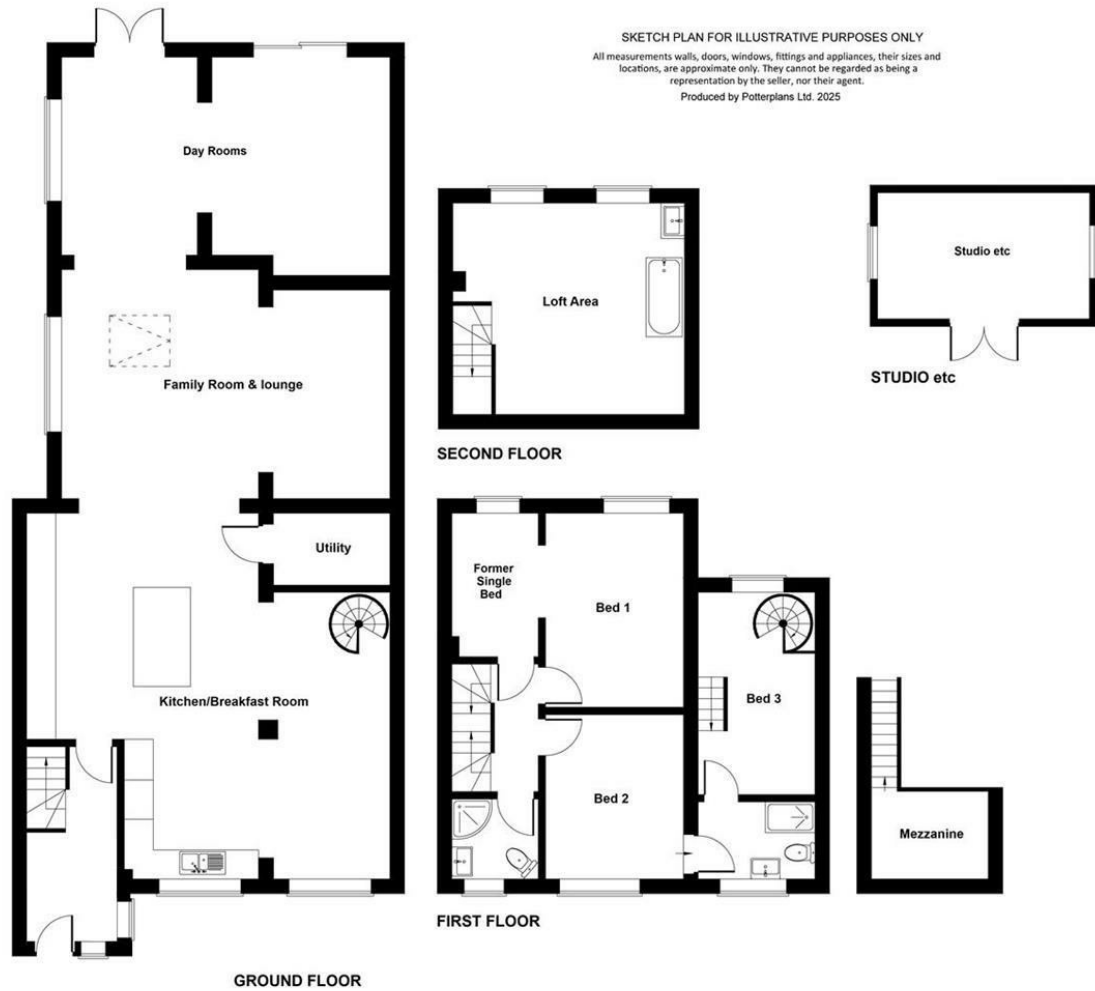 SKETCH PLAN FOR ILLUSTRATIVE PURPOSES ONLY
All measurements walls, doors, windows, fittings and appliances, their sizes and
locations, are approximate only. They cannot be regarded as being a
representation by the seller, nor their agent.
Produced by Potterplans Ltd. 2025
Day Rooms
Family Room & lounge
Utility
Kitchen/Breakfast Room
GROUND FLOOR
Loft Area
SECOND FLOOR
Studio etc
STUDIO etc
Former
Single
Bed
Bed 1
Bed 2
Bed 3
FIRST FLOOR
Mezzanine